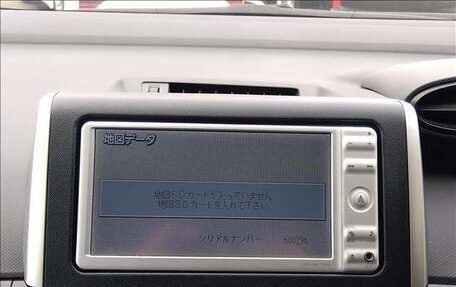 地図データ
地図SDカードが入っていません
地図SDカードを入れて下さい
シリアルナンバー 608296